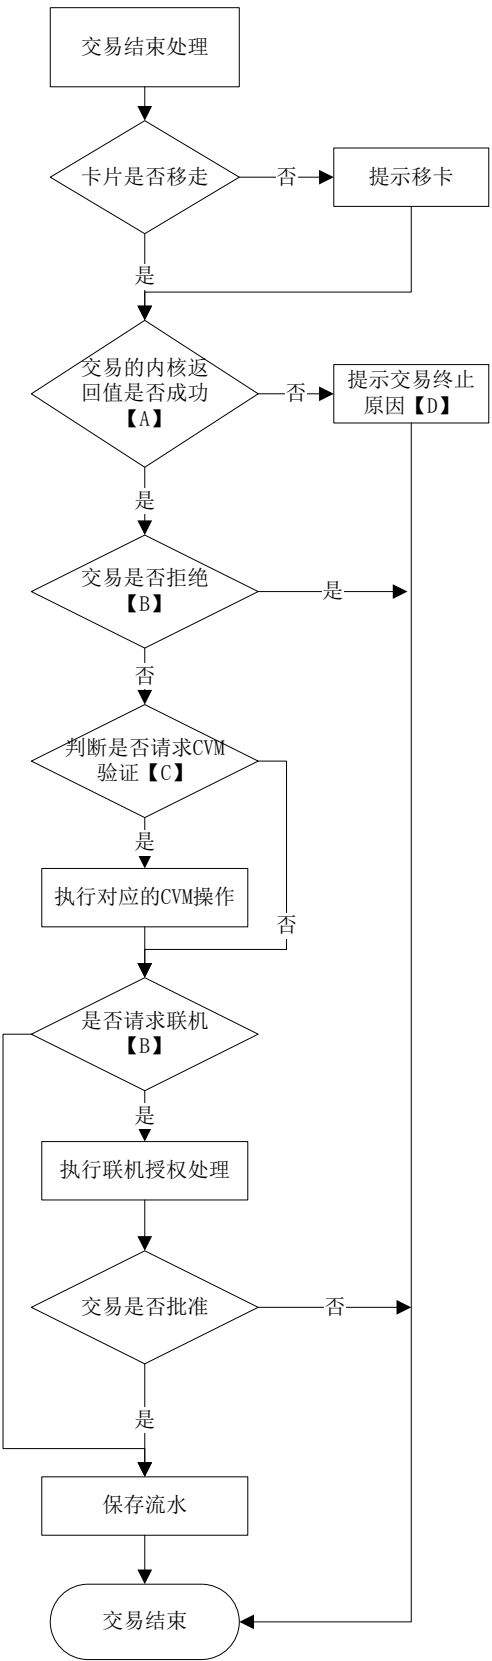 交易结束处理
卡片是否移走
否
提示移卡
是
交易的内核返
回值是否成功
【A】
否
提示交易终止
原因【D】
是
交易是否拒绝
【B】
是
否
判断是否请求CVM
验证【C】
是
执行对应的CVM操作
否
是否请求联机
【B】
是
执行联机授权处理
交易是否批准
否
是
保存流水
交易结束